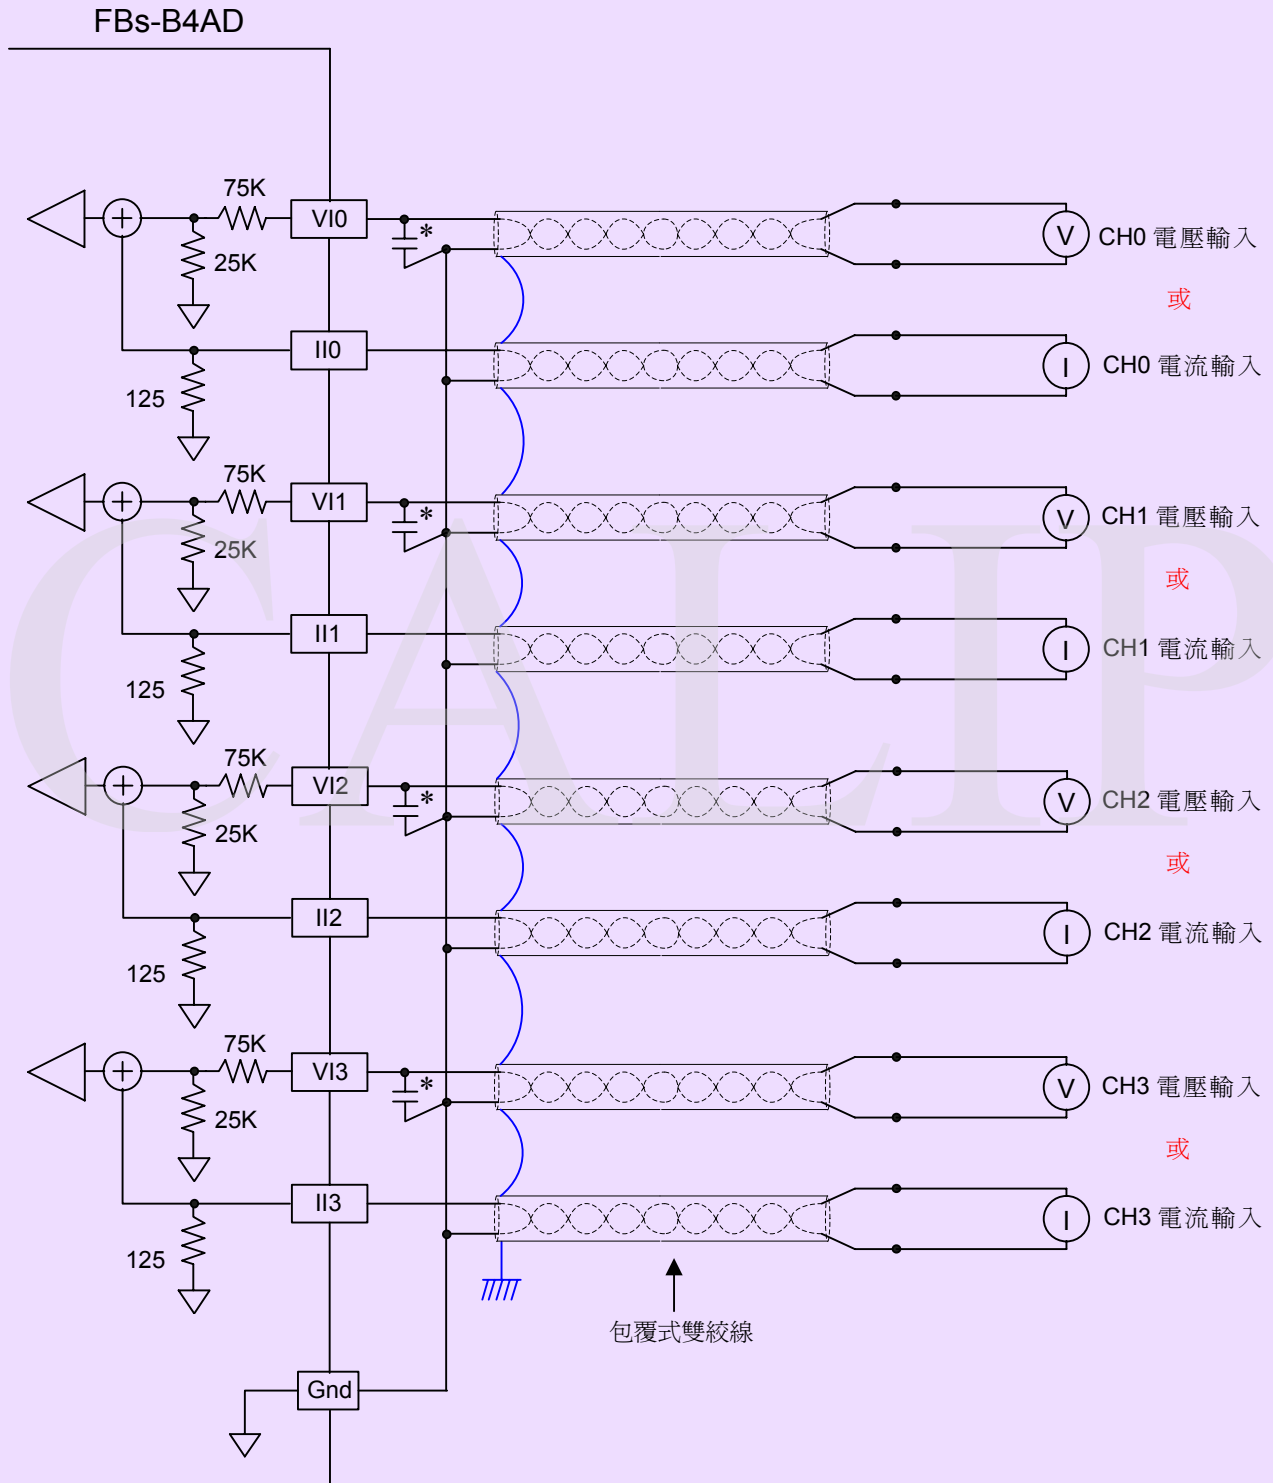 FBs-B4AD
75K
VI0
*
25K
V
CH0 電壓輸入
或
II0
125
I
CH0 電流輸入
75K
VI1
*
25K
V
CH1 電壓輸入
或
II1
125
I
CH1 電流輸入
75K
VI2
*
25K
V
CH2 電壓輸入
或
II2
125
I
CH2 電流輸入
75K
VI3
*
25K
V
CH3 電壓輸入
或
II3
125
I
CH3 電流輸入
包覆式雙絞線
Gnd
CALIP